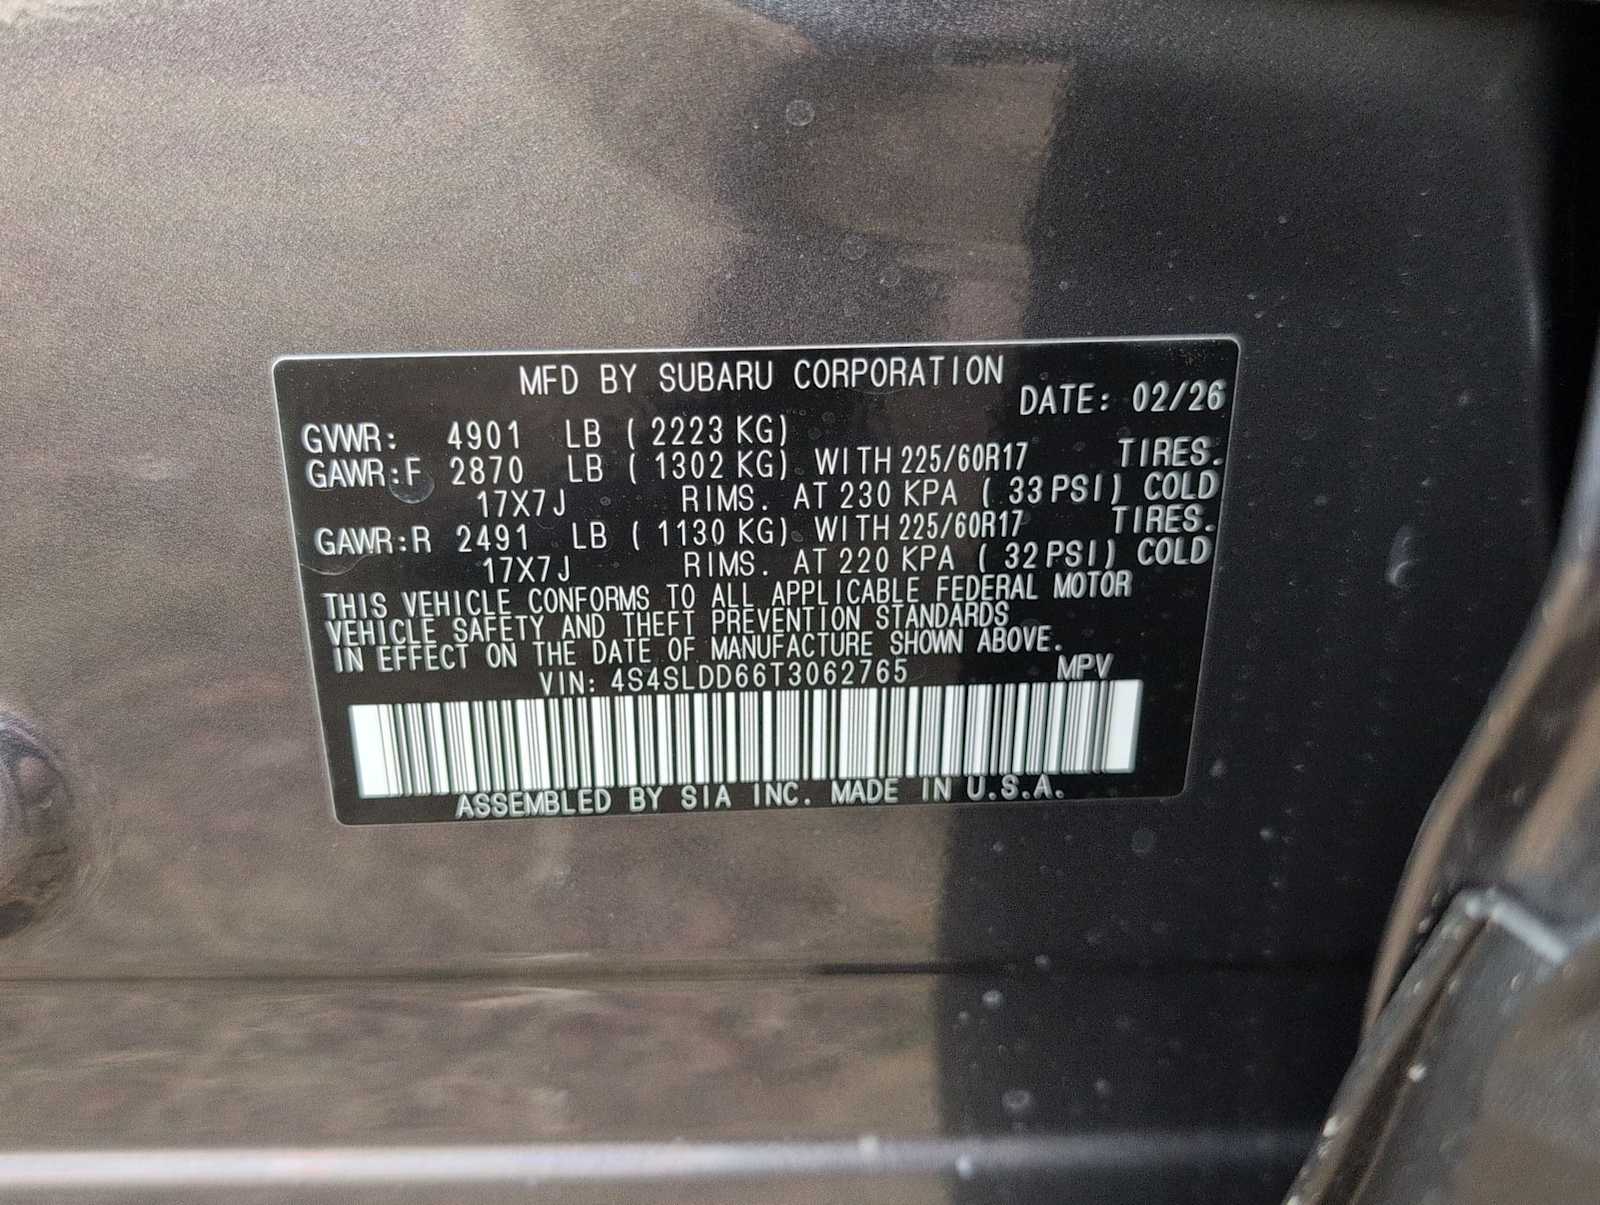 MFD BY SUBARU CORPORATION
DATE: 02/26
GVWR: 4901 LB ( 2223 KG)
GAWR:F 2870 LB ( 1302 KG) WITH 225/60R17 TIRES.
17X7J RIMS. AT 230 KPA ( 33 PSI) COLD
GAWR:R 2491 LB ( 1130 KG) WITH 225/60R17 TIRES.
17X7J RIMS. AT 220 KPA ( 32 PSI) COLD
THIS VEHICLE CONFORMS TO ALL APPLICABLE FEDERAL MOTOR
VEHICLE SAFETY AND THEFT PREVENTION STANDARDS
IN EFFECT ON THE DATE OF MANUFACTURE SHOWN ABOVE.
VIN: 4S4SLDD66T3062765 MPV
ASSEMBLED BY SIA INC. MADE IN U.S.A.